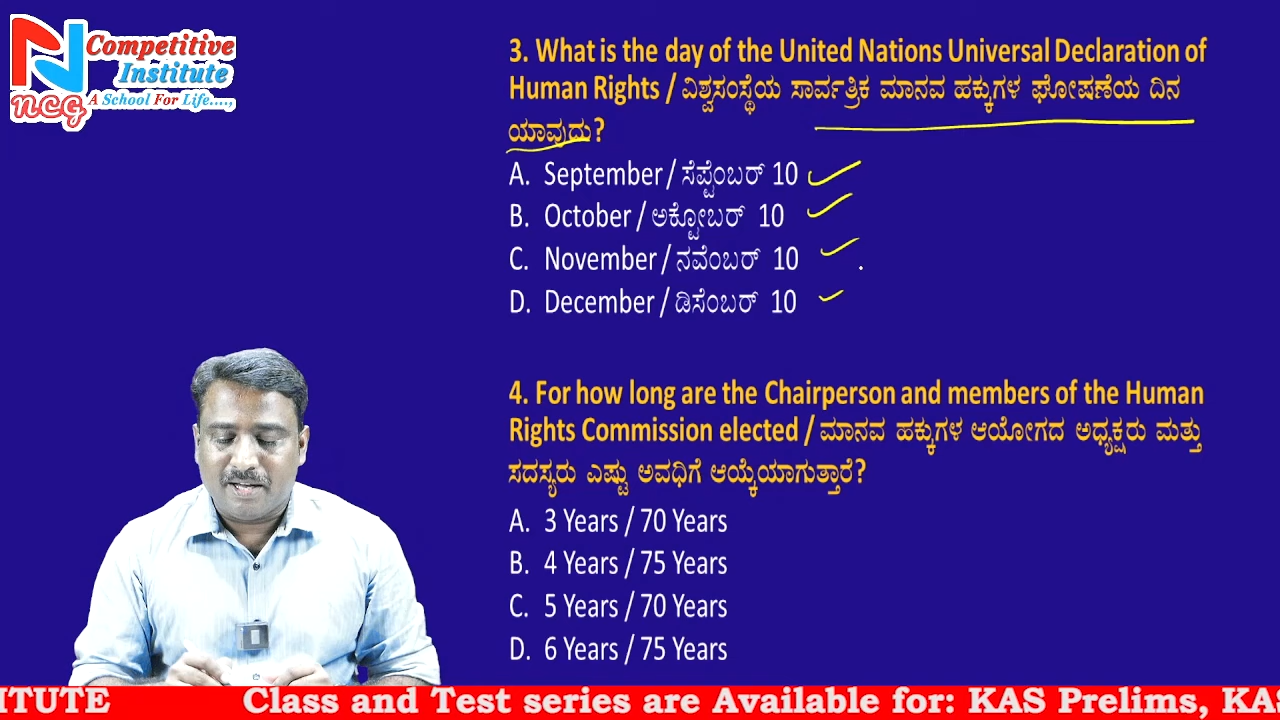 Competitive
Institute
NCG A School For Life....,
3. What is the day of the United Nations Universal Declaration of
Human Rights / ವಿಶ್ವಸಂಸ್ಥೆಯ ಸಾರ್ವತ್ರಿಕ ಮಾನವ ಹಕ್ಕುಗಳ ಘೋಷಣೆಯ ದಿನ
ಯಾವುದು?
A. September / ಸೆಪ್ಟೆಂಬರ್ 10
B. October / ಅಕ್ಟೋಬರ್ 10
C. November / ನವೆಂಬರ್ 10
D. December / ಡಿಸೆಂಬರ್ 10
4. For how long are the Chairperson and members of the Human
Rights Commission elected / ಮಾನವ ಹಕ್ಕುಗಳ ಆಯೋಗದ ಅಧ್ಯಕ್ಷರು ಮತ್ತು
ಸದಸ್ಯರು ಎಷ್ಟು ಅವಧಿಗೆ ಆಯ್ಕೆಯಾಗುತ್ತಾರೆ?
A. 3 Years / 70 Years
B. 4 Years / 75 Years
C. 5 Years / 70 Years
D. 6 Years / 75 Years
ITUTE Class and Test series are Available for: KAS Prelims, KAS